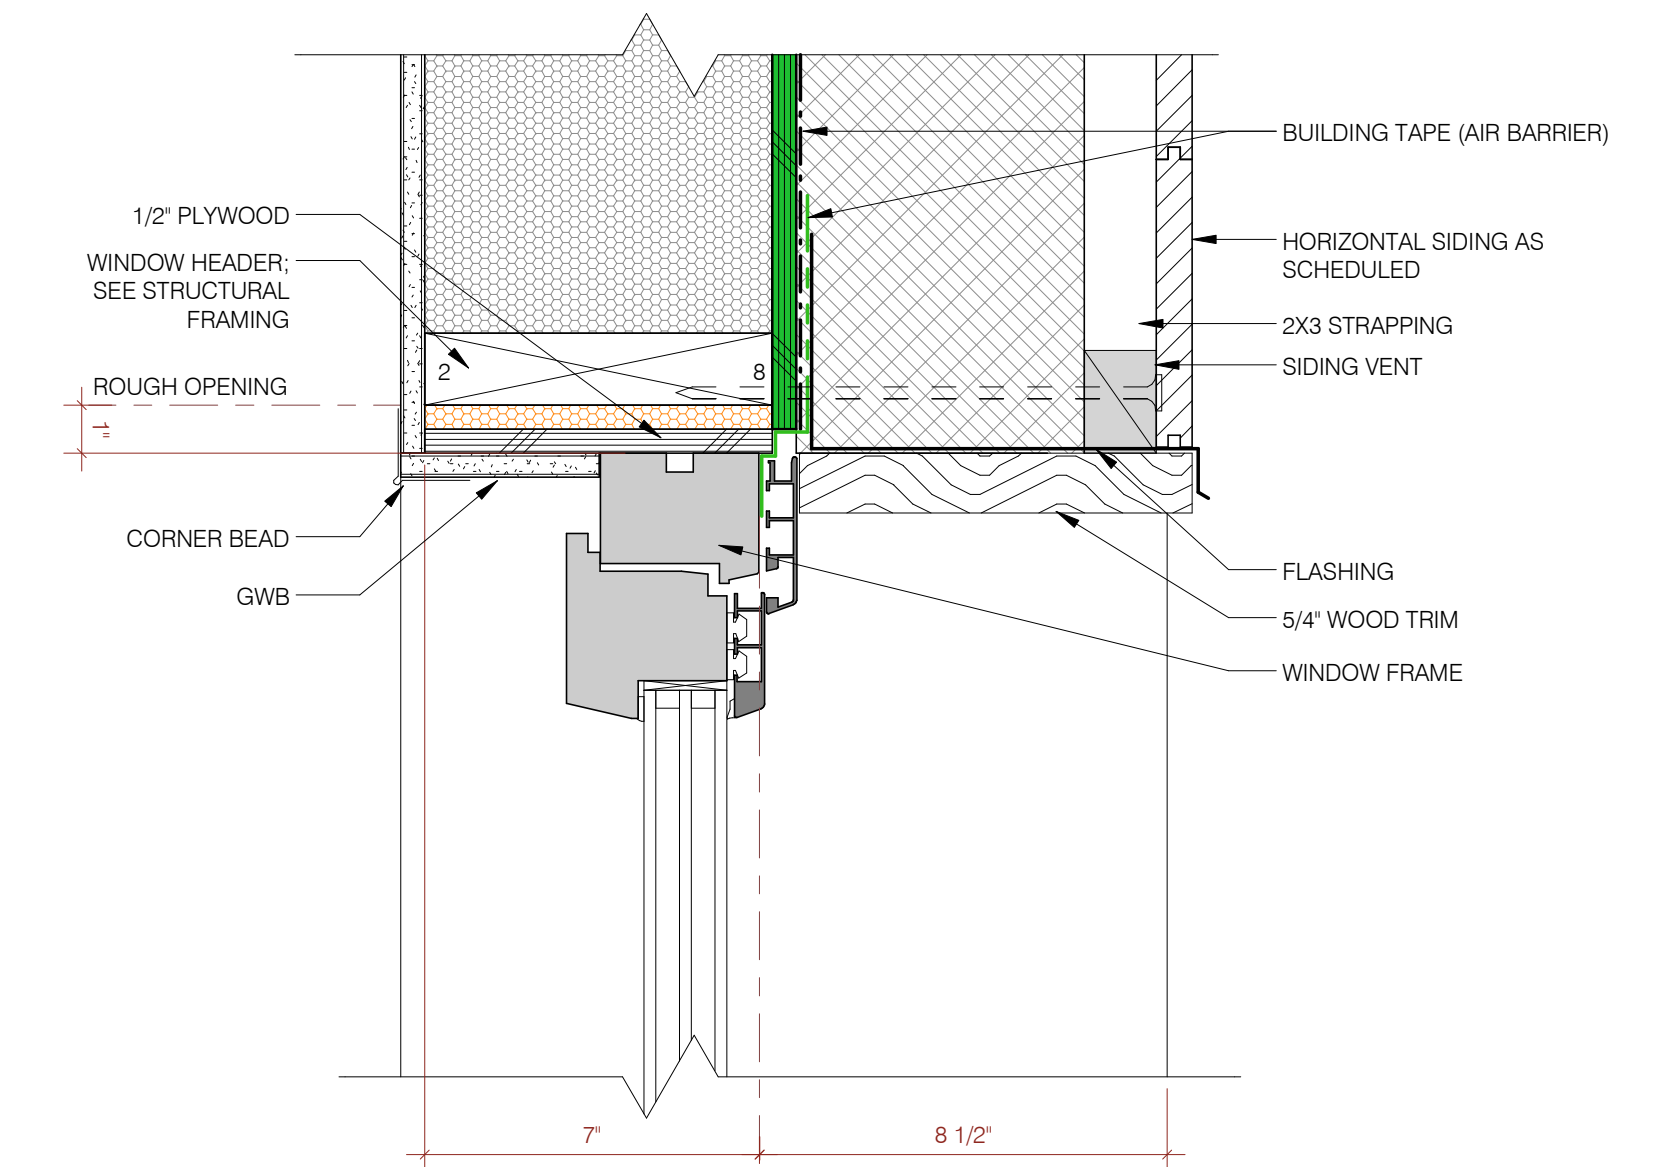 1/2" PLYWOOD
WINDOW HEADER;
SEE STRUCTURAL
FRAMING
ROUGH OPENING
1"
CORNER BEAD
GWB
2
8
BUILDING TAPE (AIR BARRIER)
HORIZONTAL SIDING AS
SCHEDULED
2X3 STRAPPING
SIDING VENT
FLASHING
5/4" WOOD TRIM
WINDOW FRAME
7"
8 1/2"